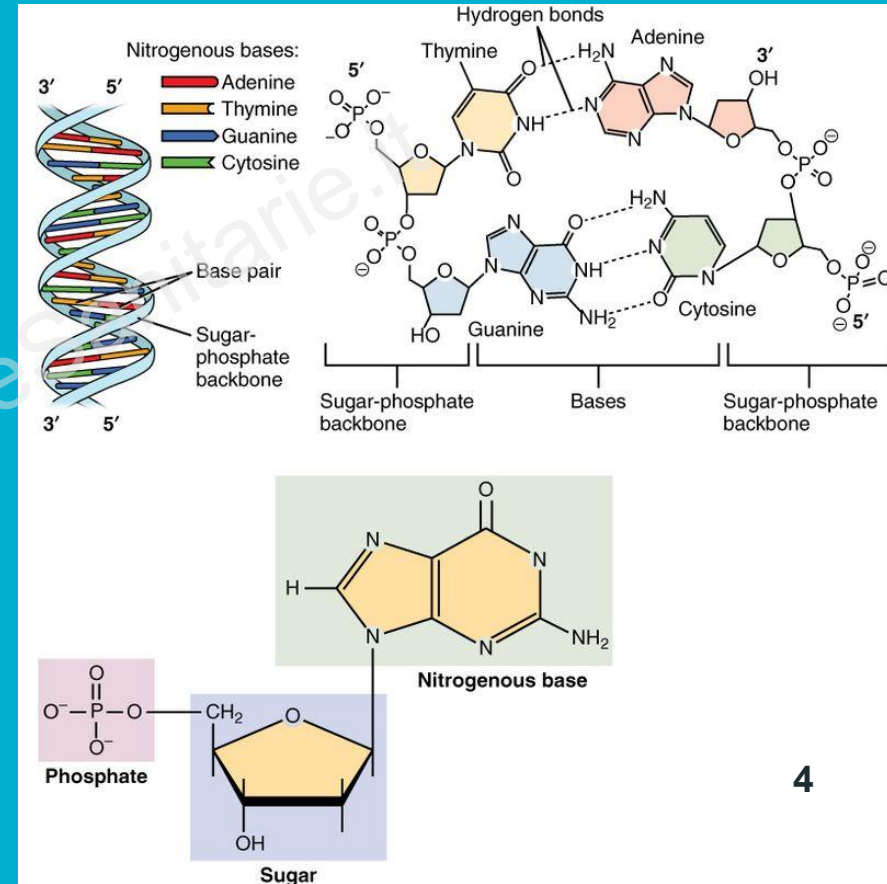 Nitrogenous bases:
Adenine
Thymine
Guanine
Cytosine
3′ 5′
Base pair
Sugar-
phosphate
backbone
3′ 5′
Hydrogen bonds
Thymine
Adenine
5′
3′
H₂N
OH
O
O⁻
P
⁻O
O
O
N
NH
O
N
N
N
N
O
O
P
O
O
⊖
O
P
O
O
⊖
O
N
N
O
NH
N
NH₂
H₂N
N
O
N
O
O
P
O
O
⊖
5′
HO
Guanine
Cytosine
Sugar-phosphate
backbone
Bases
Sugar-phosphate
backbone
O
N
N
H
N
N
NH₂
Nitrogenous base
O
O⁻ P O
O⁻
Phosphate
CH₂
O
OH
Sugar
4